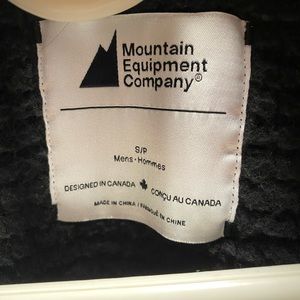 Mountain
Equipment
Company®
S/P
Mens • Hommes
DESIGNED IN CANADA CONÇU AU CANADA
MADE IN CHINA / FABRIQUÉ EN CHINE